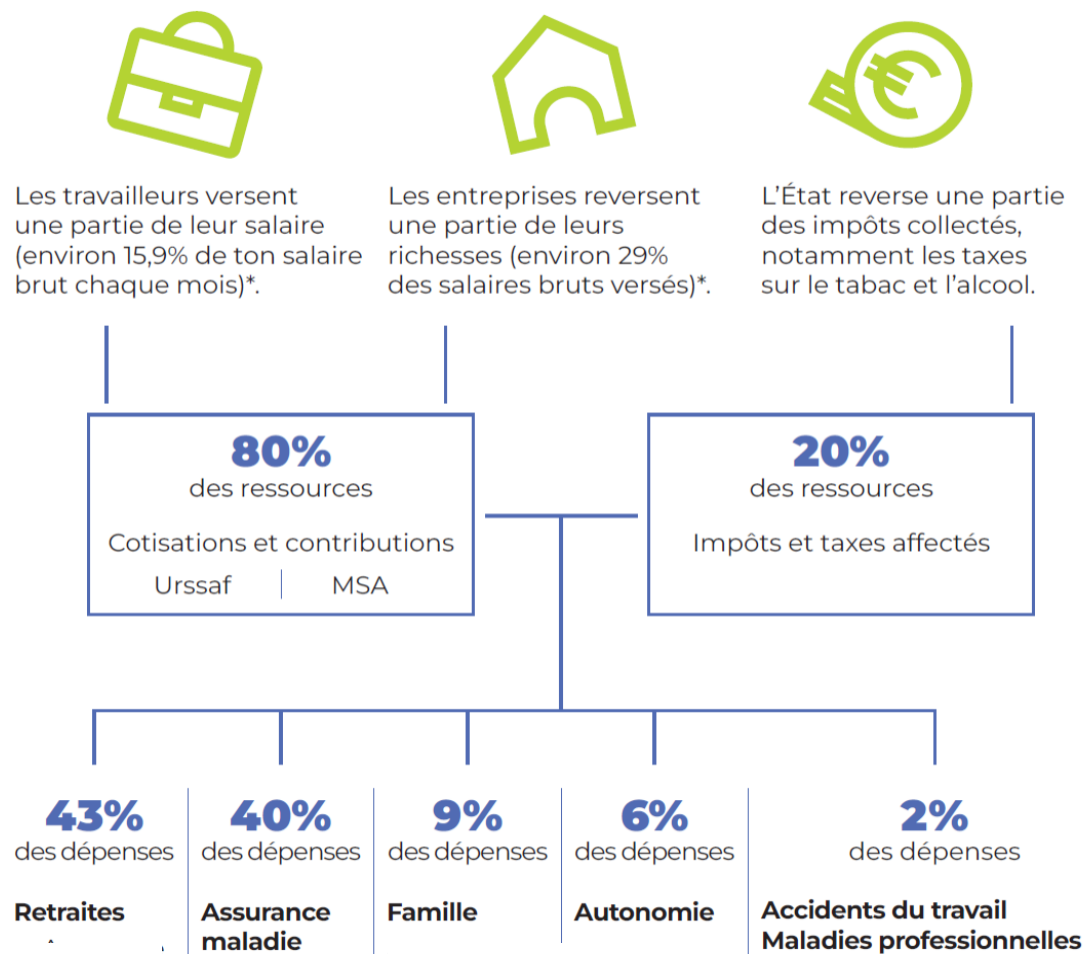 Les travailleurs versent
une partie de leur salaire
(environ 15,9% de ton salaire
brut chaque mois)*.
Les entreprises reversent
une partie de leurs
richesses (environ 29%
des salaires bruts versés)*.
L'État reverse une partie
des impôts collectés,
notamment les taxes
sur le tabac et l'alcool.
80%
des ressources
Cotisations et contributions
Urssaf | MSA
20%
des ressources
Impôts et taxes affectés
43%
des dépenses
Retraites
40%
des dépenses
Assurance
maladie
9%
des dépenses
Famille
6%
des dépenses
Autonomie
2%
des dépenses
Accidents du travail
Maladies professionnelles